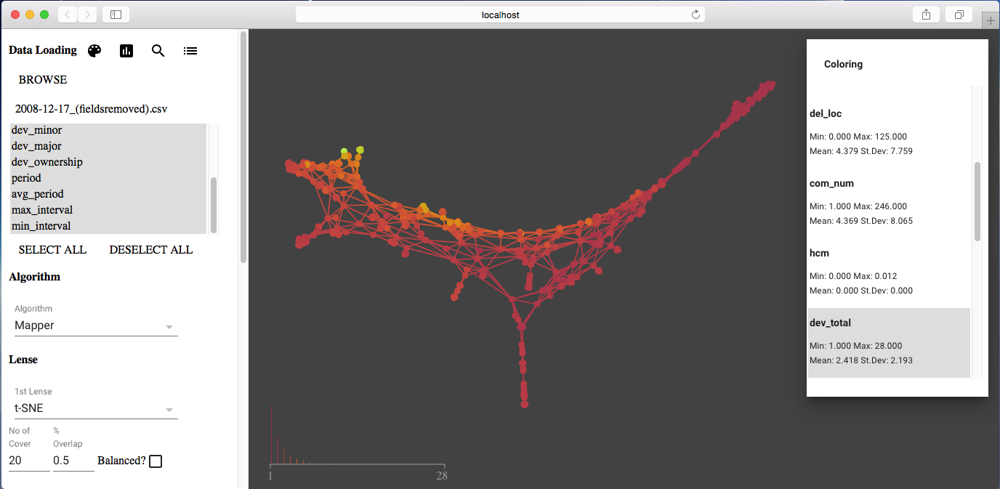 localhost
Data Loading
BROWSE
2008-12-17_(fieldsremoved).csv
dev_minor
dev_major
dev_ownership
period
avg_period
max_interval
min_interval
SELECT ALL DESELECT ALL
Algorithm
Algorithm
Mapper
Lense
1st Lense
t-SNE
No of Cover
% Overlap
20
0.5
Balanced?
1
28
Coloring
del_loc
Min: 0.000 Max: 125.000
Mean: 4.379 St.Dev: 7.759
com_num
Min: 1.000 Max: 246.000
Mean: 4.369 St.Dev: 8.065
hcm
Min: 0.000 Max: 0.012
Mean: 0.000 St.Dev: 0.000
dev_total
Min: 1.000 Max: 28.000
Mean: 2.418 St.Dev: 2.193